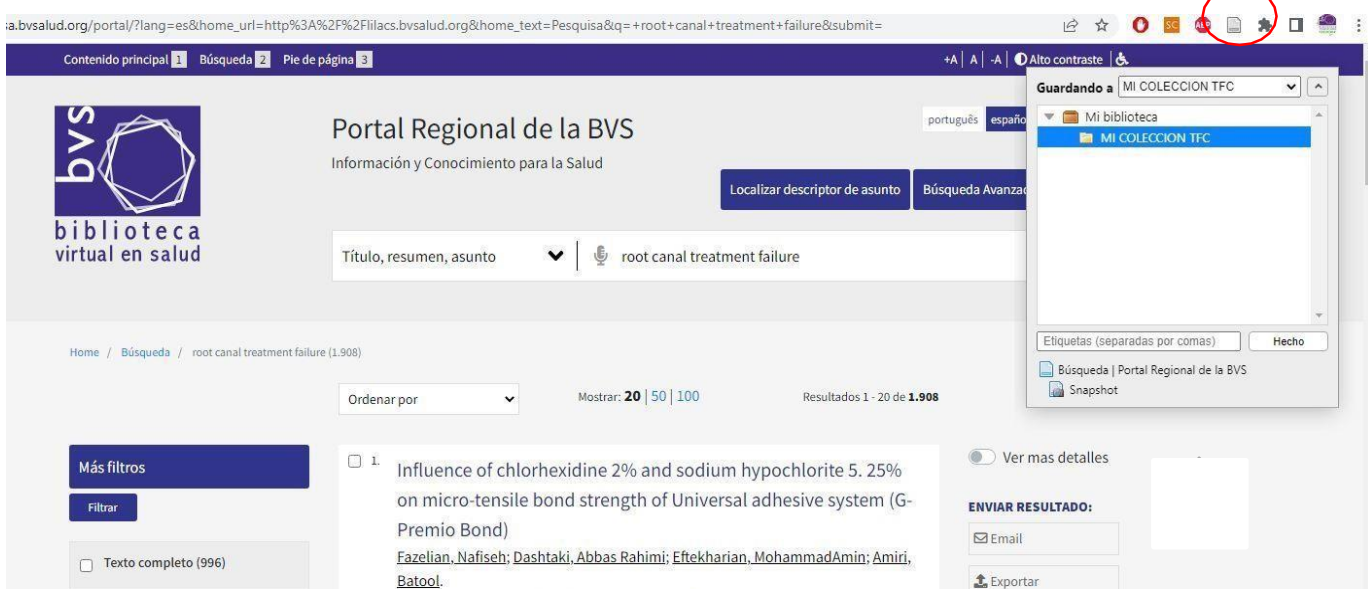 sa.bvsalud.org/portal/?lang=es&home_url=http%3A%2F%2Flilacs.bvsalud.org&home_text=Pesquisa&q=+root+canal+treatment+failure&submit=
SC
ABP
Contenido principal 1 Búsqueda 2 Pie de página 3
+A | A | -A | Alto contraste |
Guardando a MI COLECCION TFC
Mi biblioteca
MI COLECCION TFC
Etiquetas (separadas por comas) Hecho
Búsqueda | Portal Regional de la BVS
Snapshot
bvs
biblioteca
virtual en salud
Portal Regional de la BVS
Información y Conocimiento para la Salud
português españo
Localizar descriptor de asunto Búsqueda Avanza
Título, resumen, asunto root canal treatment failure
Home / Búsqueda / root canal treatment failure (1.908)
Ordenar por Mostrar: 20 | 50 | 100 Resultados 1 - 20 de 1.908
Más filtros
Filtrar
Texto completo (996)
1.
Influence of chlorhexidine 2% and sodium hypochlorite 5. 25%
on micro-tensile bond strength of Universal adhesive system (G-
Premio Bond)
Fazelian, Nafiseh; Dashtaki, Abbas Rahimi; Eftekharian, MohammadAmin; Amiri,
Batool.
Ver mas detalles
ENVIAR RESULTADO:
Email
Exportar